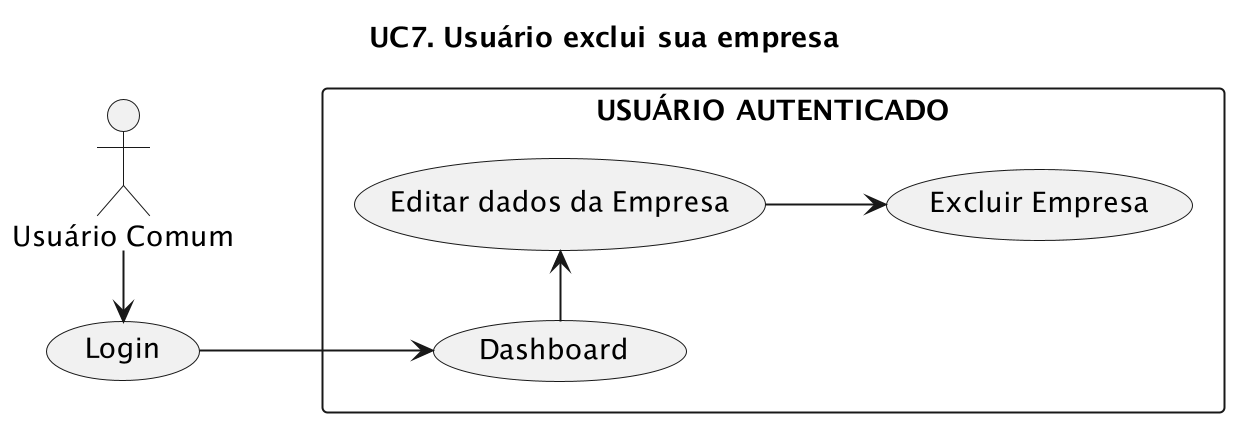 UC7. Usuário exclui sua empresa
USUÁRIO AUTENTICADO
Editar dados da Empresa
Excluir Empresa
Usuário Comum
Login
Dashboard